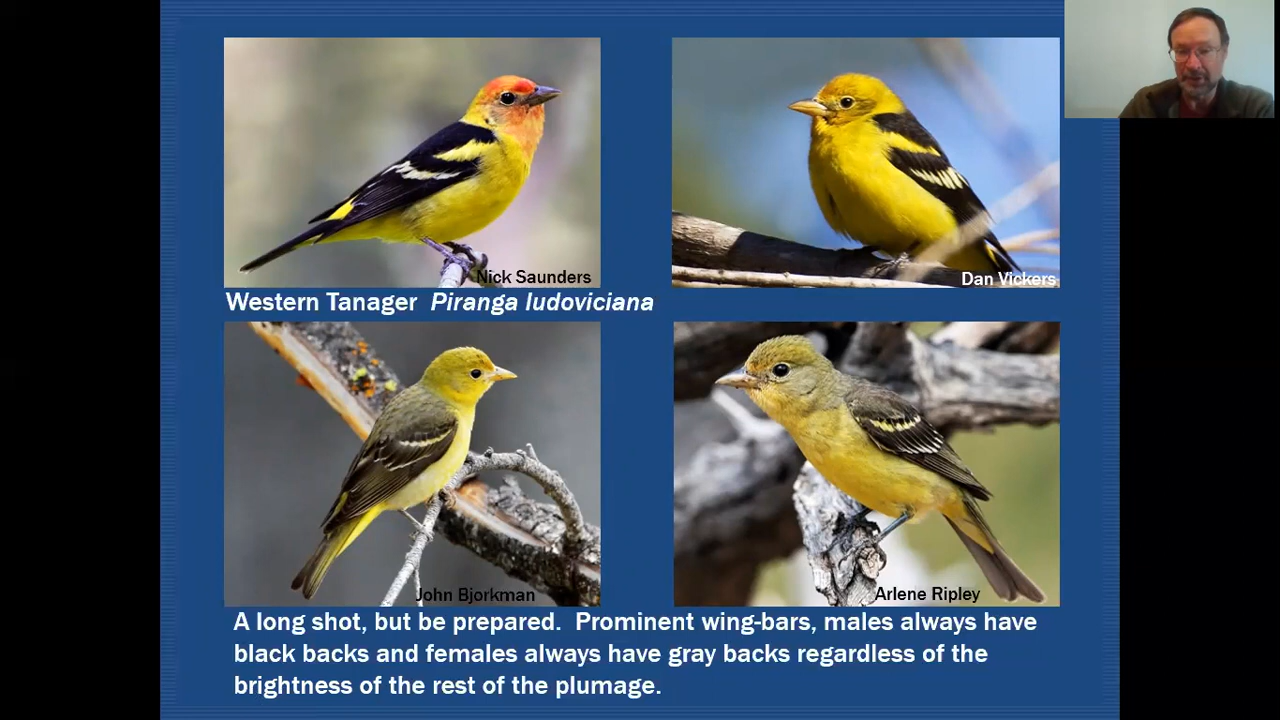 Nick Saunders
Dan Vickers
Western Tanager Piranga ludoviciana
John Bjorkman
Arlene Ripley
A long shot, but be prepared. Prominent wing-bars, males always have
black backs and females always have gray backs regardless of the
brightness of the rest of the plumage.